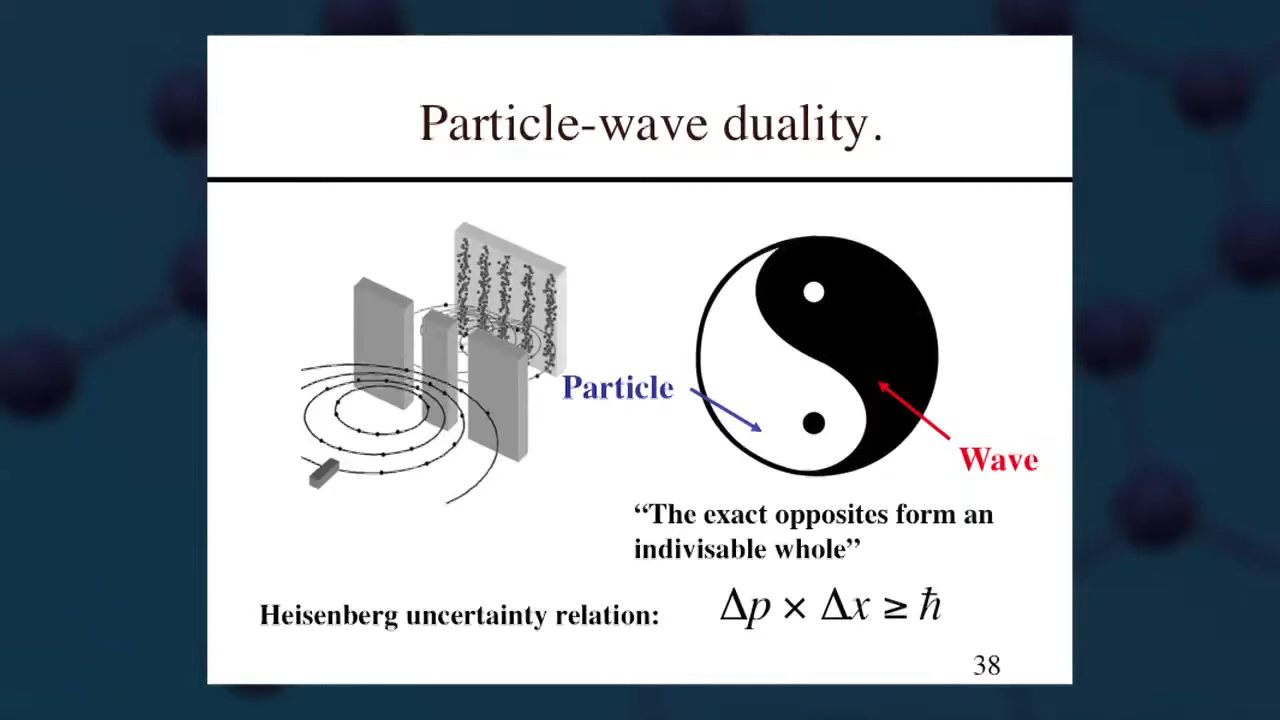 Particle-wave duality.
Particle
Wave
“The exact opposites form an
indivisable whole”
Heisenberg uncertainty relation: Δp × Δx ≥ ħ
38